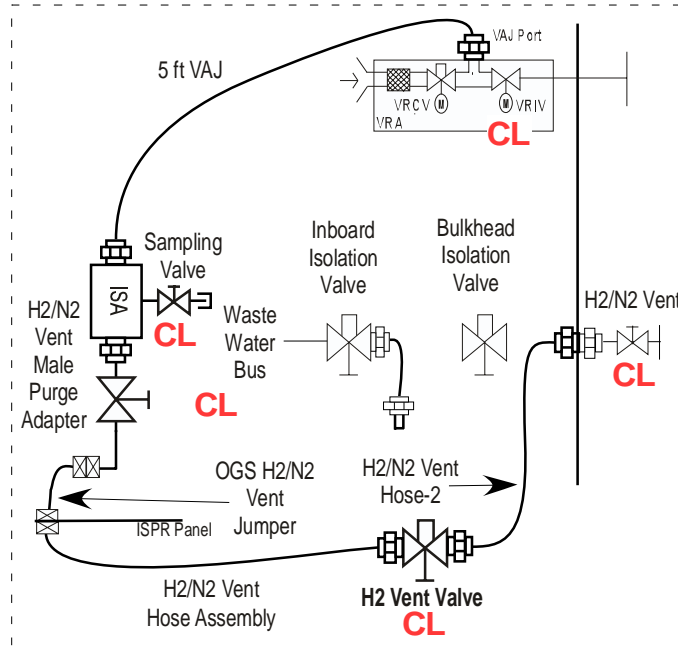 VAJ Port
5 ft VAJ
M
M
VRCV
VRIV
VRA
CL
Sampling
Valve
Inboard
Isolation
Valve
Bulkhead
Isolation
Valve
ISA
H2/N2
Vent
Male
Purge
Adapter
CL
Waste
Water
Bus
H2/N2 Vent
CL
CL
OGS H2/N2
Vent
Jumper
H2/N2 Vent
Hose-2
ISPR Panel
H2/N2 Vent
Hose Assembly
H2 Vent Valve
CL